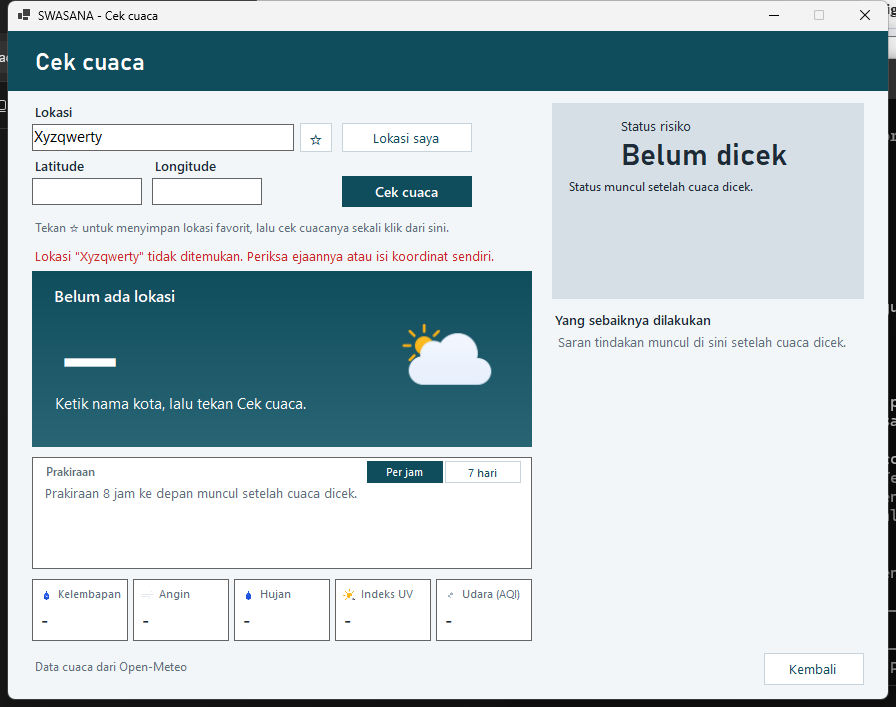 SWASANA - Cek cuaca
Cek cuaca
Lokasi
Xyzqwerty
☆
Lokasi saya
Latitude
Longitude
Cek cuaca
Tekan ☆ untuk menyimpan lokasi favorit, lalu cek cuacanya sekali klik dari sini.
Lokasi "Xyzqwerty" tidak ditemukan. Periksa ejaannya atau isi koordinat sendiri.
Belum ada lokasi
—
Ketik nama kota, lalu tekan Cek cuaca.
Prakiraan
Per jam
7 hari
Prakiraan 8 jam ke depan muncul setelah cuaca dicek.
Kelembapan
-
Angin
-
Hujan
-
Indeks UV
-
Udara (AQI)
-
Data cuaca dari Open-Meteo
Status risiko
Belum dicek
Status muncul setelah cuaca dicek.
Yang sebaiknya dilakukan
Saran tindakan muncul di sini setelah cuaca dicek.
Kembali